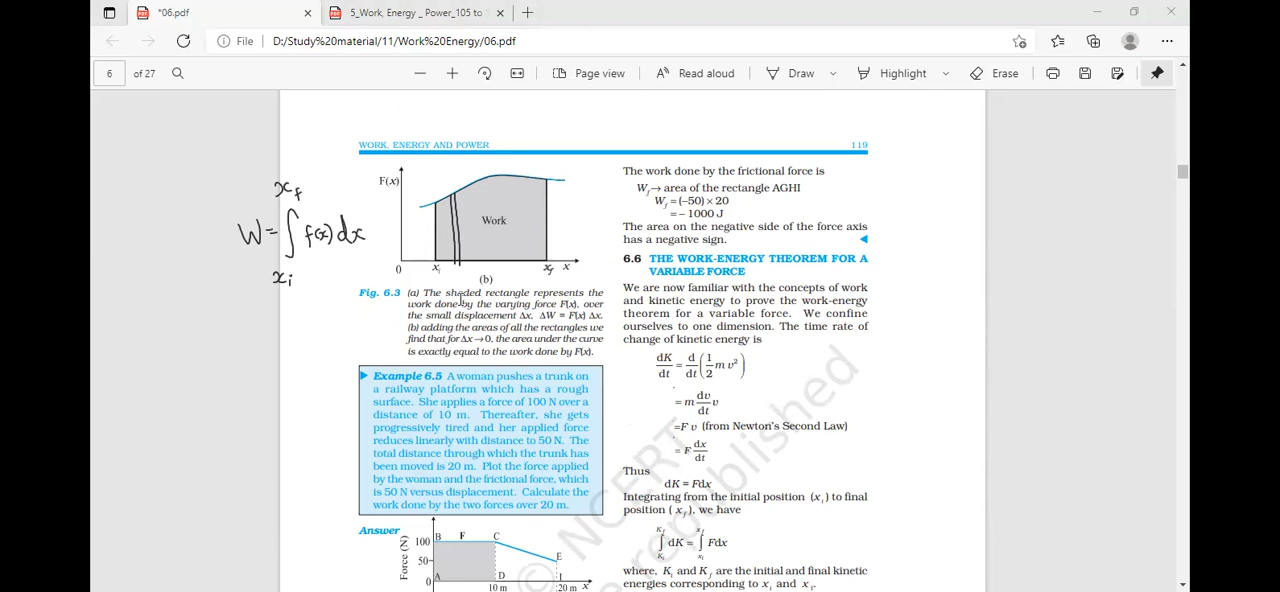 *06.pdf
5_Work, Energy _ Power_105 to
File
D:/Study%20material/11/Work%20Energy/06.pdf
6
of 27
Page view
Read aloud
Draw
Highlight
Erase
WORK, ENERGY AND POWER
119
F(x)
Work
0
xi
xf
x
(b)
xf
W = ∫ f(x) dx
xi
Fig. 6.3 (a) The shaded rectangle represents the
work done by the varying force F(x), over
the small displacement Δx, ΔW = F(x) Δx.
(b) adding the areas of all the rectangles we
find that for Δx → 0, the area under the curve
is exactly equal to the work done by F(x).
Example 6.5 A woman pushes a trunk on
a railway platform which has a rough
surface. She applies a force of 100 N over a
distance of 10 m. Thereafter, she gets
progressively tired and her applied force
reduces linearly with distance to 50 N. The
total distance through which the trunk has
been moved is 20 m. Plot the force applied
by the woman and the frictional force, which
is 50 N versus displacement. Calculate the
work done by the two forces over 20 m.
Answer
Force (N)
100
50
0
B
F
C
E
A
D
I
10 m
20 m
x
The work done by the frictional force is
Wf → area of the rectangle AGHI
Wf = (−50) × 20
= − 1000 J
The area on the negative side of the force axis
has a negative sign.
6.6 THE WORK-ENERGY THEOREM FOR A
VARIABLE FORCE
We are now familiar with the concepts of work
and kinetic energy to prove the work-energy
theorem for a variable force. We confine
ourselves to one dimension. The time rate of
change of kinetic energy is
dK/dt = d/dt (1/2 m v²)
= m dv/dt v
=F v (from Newton's Second Law)
= F dx/dt
Thus
dK = Fdx
Integrating from the initial position (x i ) to final
position ( x f ), we have
Kf xf
∫ dK = ∫ Fdx
Ki xi
where, K i and K f are the initial and final kinetic
energies corresponding to x i and x f.
© NCERT
be republished